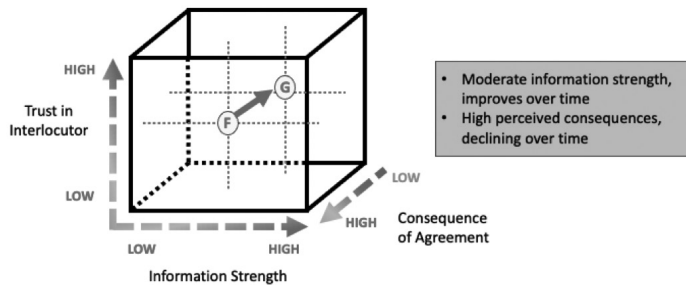 HIGH
Trust in
Interlocutor
LOW
F
G
LOW
HIGH
Information Strength
LOW
HIGH
Consequence
of Agreement
• Moderate information strength,
improves over time
• High perceived consequences,
declining over time